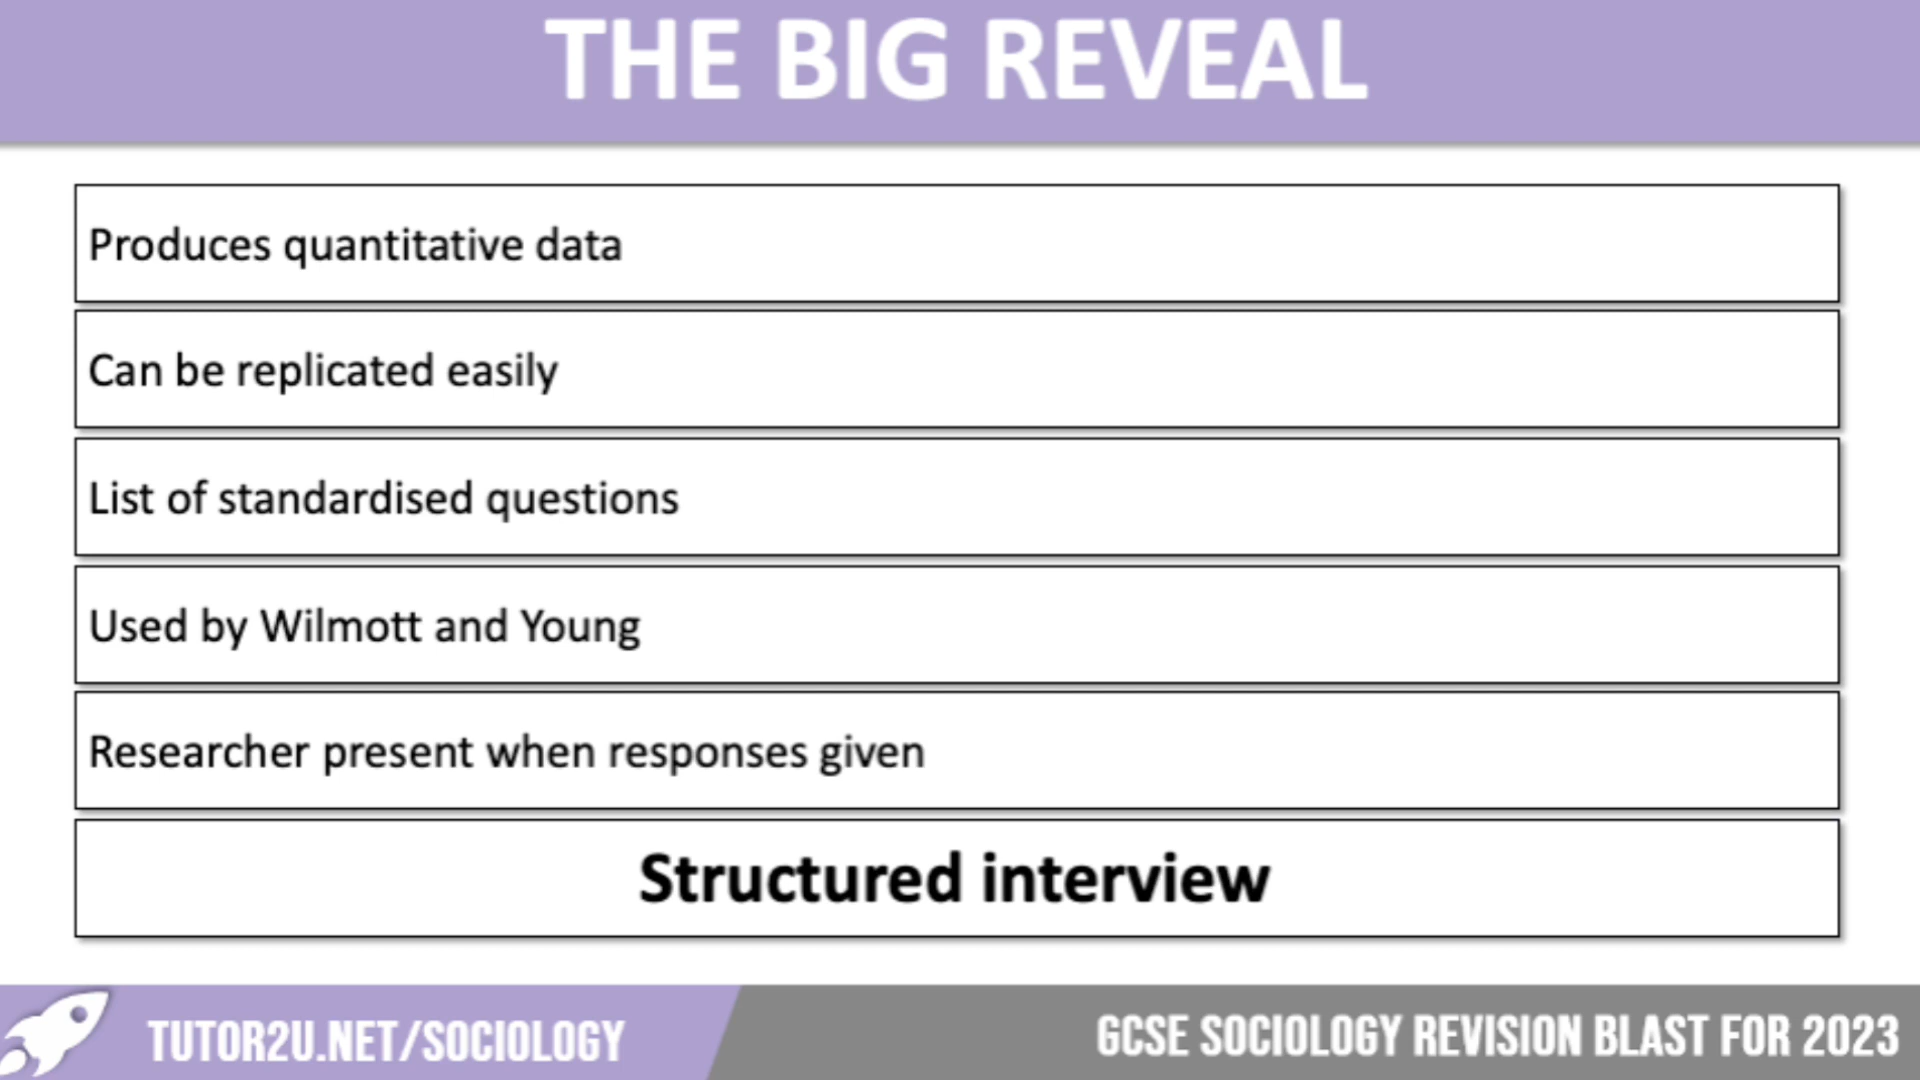 THE BIG REVEAL
Produces quantitative data
Can be replicated easily
List of standardised questions
Used by Wilmott and Young
Researcher present when responses given
Structured interview
TUTOR2U.NET/SOCIOLOGY
GCSE SOCIOLOGY REVISION BLAST FOR 2023